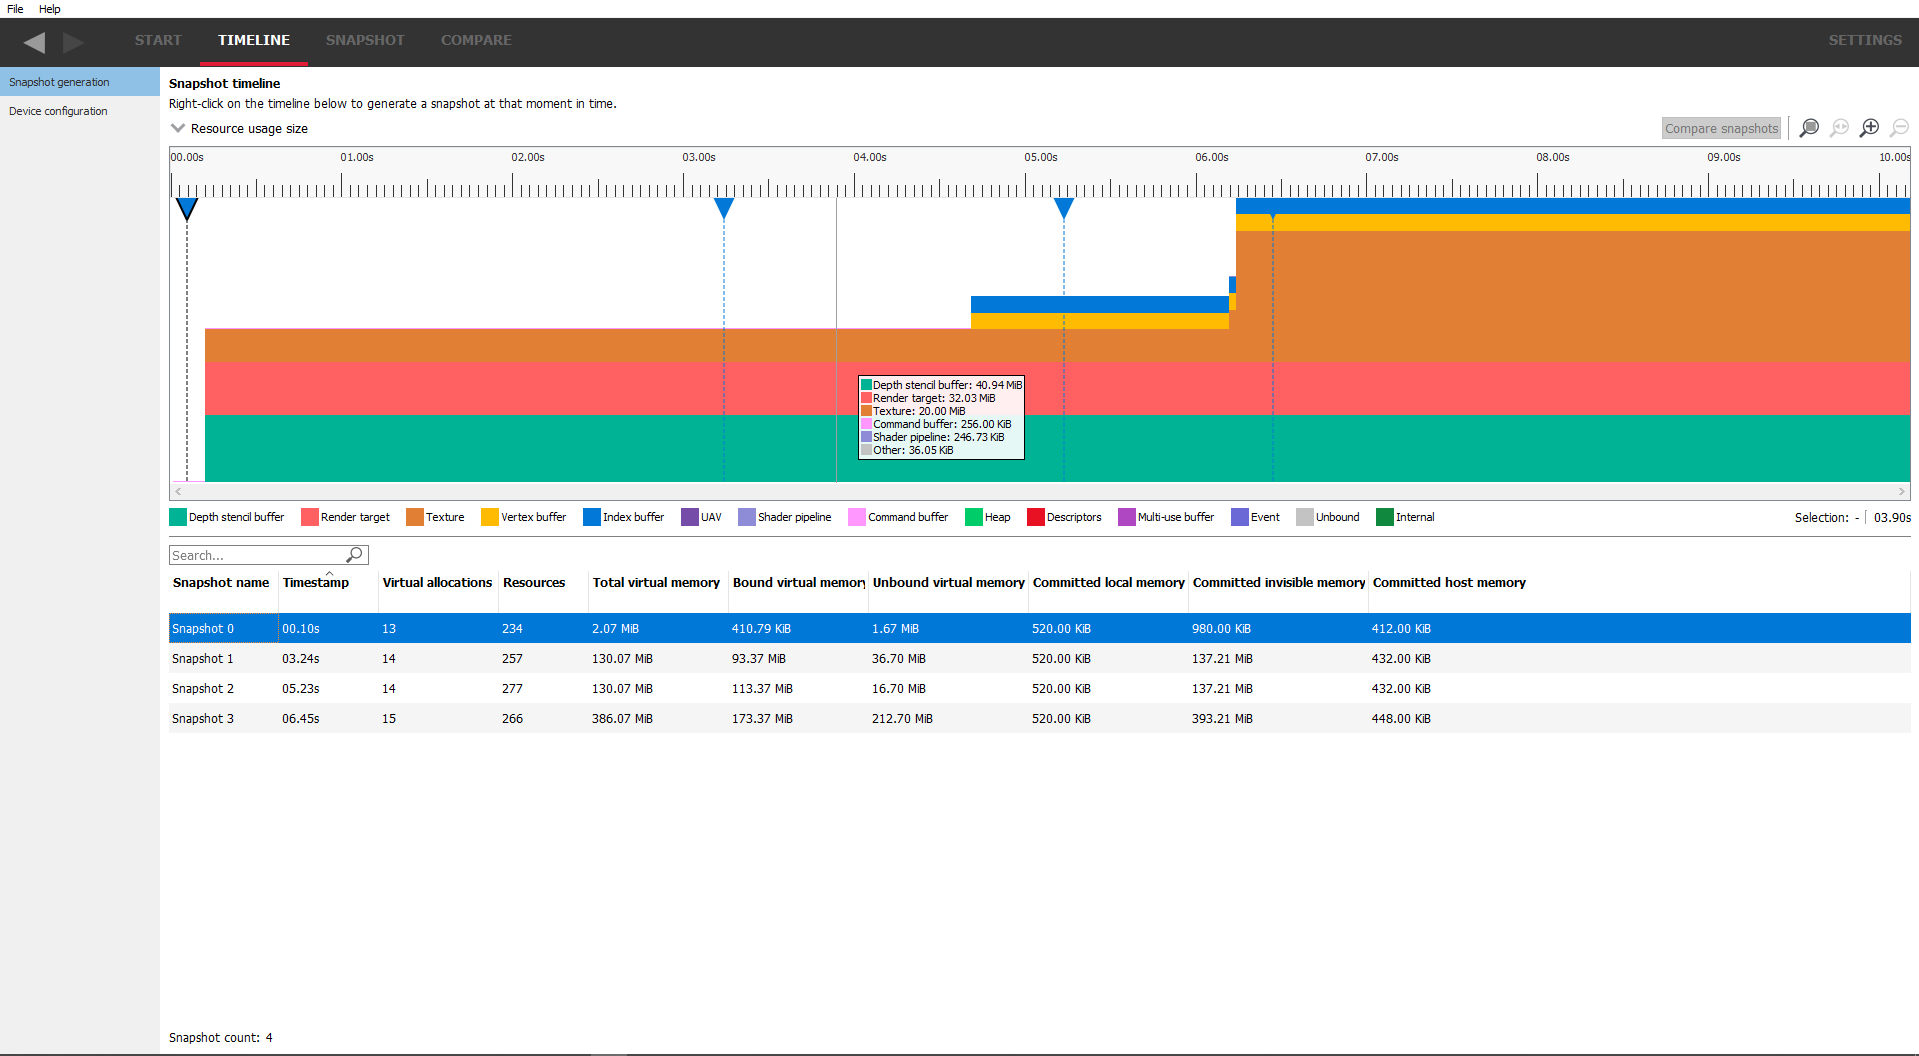 File Help
START TIMELINE SNAPSHOT COMPARE SETTINGS
Snapshot generation
Device configuration
Snapshot timeline
Right-click on the timeline below to generate a snapshot at that moment in time.
Resource usage size
Compare snapshots
00.00s 01.00s 02.00s 03.00s 04.00s 05.00s 06.00s 07.00s 08.00s 09.00s 10.00s
Depth stencil buffer: 40.94 MiB
Render target: 32.03 MiB
Texture: 20.00 MiB
Command buffer: 256.00 KiB
Shader pipeline: 246.73 KiB
Other: 36.05 KiB
Depth stencil buffer Render target Texture Vertex buffer Index buffer UAV Shader pipeline Command buffer Heap Descriptors Multi-use buffer Event Unbound Internal
Selection: - 03.90s
Search...
Snapshot name Timestamp Virtual allocations Resources Total virtual memory Bound virtual memory Unbound virtual memory Committed local memory Committed invisible memory Committed host memory
Snapshot 0 00.10s 13 234 2.07 MiB 410.79 KiB 1.67 MiB 520.00 KiB 980.00 KiB 412.00 KiB
Snapshot 1 03.24s 14 257 130.07 MiB 93.37 MiB 36.70 MiB 520.00 KiB 137.21 MiB 432.00 KiB
Snapshot 2 05.23s 14 277 130.07 MiB 113.37 MiB 16.70 MiB 520.00 KiB 137.21 MiB 432.00 KiB
Snapshot 3 06.45s 15 266 386.07 MiB 173.37 MiB 212.70 MiB 520.00 KiB 393.21 MiB 448.00 KiB
Snapshot count: 4